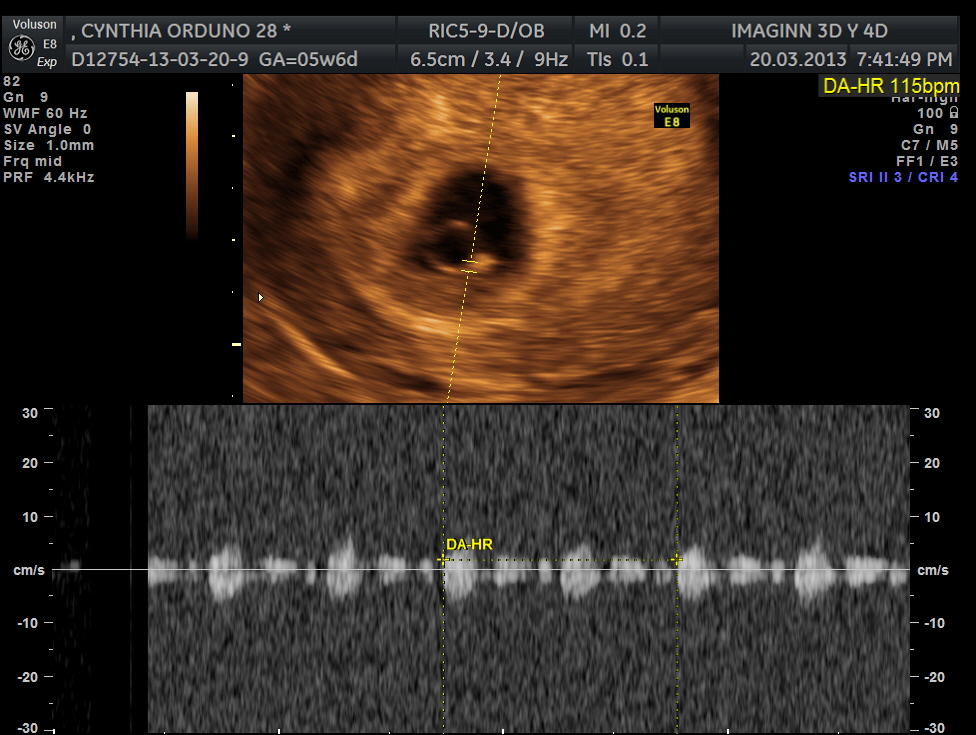 Voluson
E8
Exp
, CYNTHIA ORDUNO 28 *
RIC5-9-D/OB
MI 0.2
IMAGINN 3D Y 4D
D12754-13-03-20-9 GA=05w6d
6.5cm / 3.4 / 9Hz
TIs 0.1
20.03.2013 7:41:49 PM
82
Gn 9
WMF 60 Hz
SV Angle 0
Size 1.0mm
Frq mid
PRF 4.4kHz
Voluson
E8
DA-HR 115bpm
100
Gn 9
C7 / M5
FF1 / E3
SRI II 3 / CRI 4
30
20
10
cm/s
-10
-20
-30
DA-HR
30
20
10
cm/s
-10
-20
-30